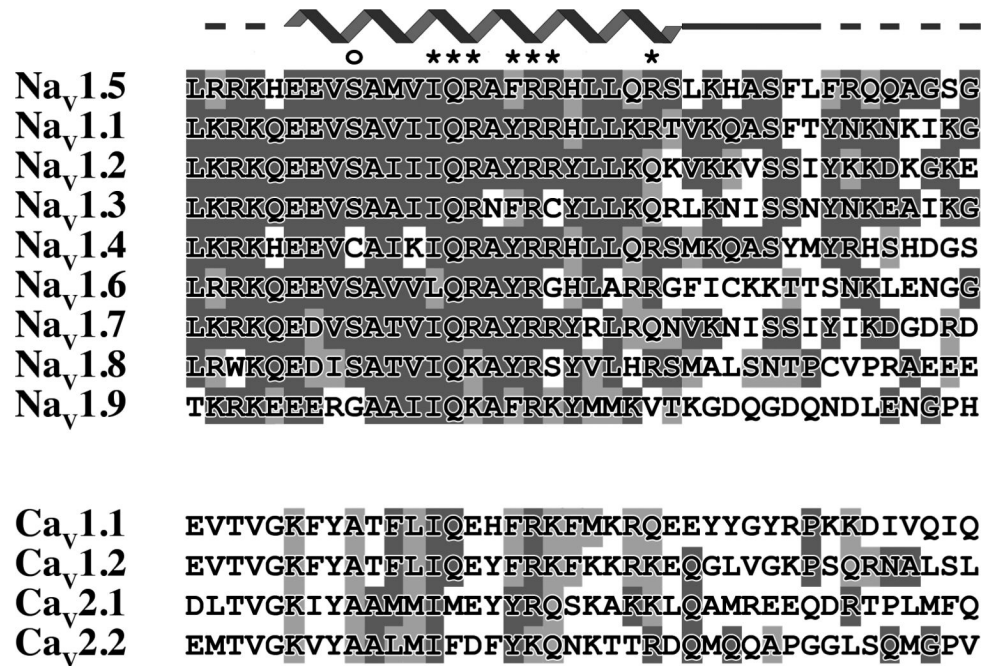 o *** *** *
Nav1.5 LRRKHEEVSAMVIQRAFRRHLLQRSLKHASFLFRQQAGSG
Nav1.1 LKRKQEEVSAVIIQRAYRRHLLKRTVKQASFTYNKNKIKG
Nav1.2 LKRKQEEVSAIIIQRAYRRYLLKQKVKKVSSIYKKDKGKE
Nav1.3 LKRKQEEVSAAIIQRNFRCYLLKQRLKNISSNYNKEAIKG
Nav1.4 LKRKHEEVCAIKIQRAYRRHLLQRSMKQASYMYRHSHDGS
Nav1.6 LRRKQEEVSAVVLQRAYRGHLARRGFICKKTTSNKLENGG
Nav1.7 LKRKQEDVSATVIQRAYRRYRLRQNVKNISSIYIKDGDRD
Nav1.8 LRWKQEDISATVIQKAYRSYVLHRSMALSNTPCVPRAEEE
Nav1.9 TKRKEEERGAAIIQKAFRKYMMKVTKGDQGDQNDLENGPH
Cav1.1 EVTVGKFYATFLIQEHFRKFMKRQEEYYGYRPKKDIVQIQ
Cav1.2 EVTVGKFYATFLIQEYFRKFKKRKEQGLVGKPSQRNALSL
Cav2.1 DLTVGKIYAAMMIMEYYRQSKAKKLQAMREEQDRTPLMFQ
Cav2.2 EMTVGKVYAALMIFDFYKQNKTTRDQMQQAPGGLSQMGPV